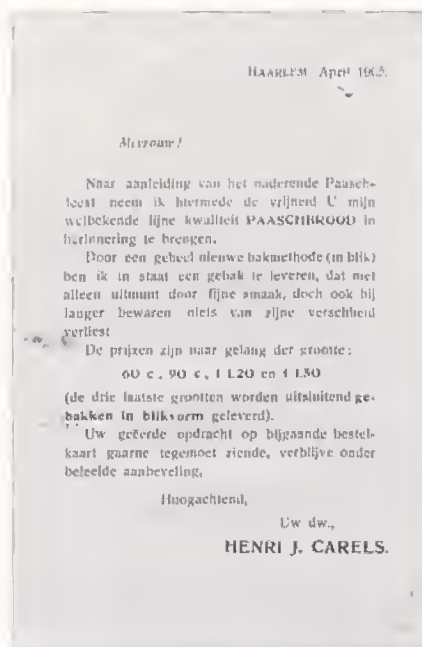 HAARLEM April 1905.
Mevrouw!
Naar aanleiding van het naderende Paasch-
feest neem ik hiermede de vrijheid U mijn
welbekende fijne kwaliteit PAASCHBROOD in
herinnering te brengen.
Door een geheel nieuwe bakmethode (in blik)
ben ik in staat een gebak te leveren, dat niet
alleen uitmunt door fijne smaak, doch ook bij
langer bewaren niets van zijne verschheid
verliest
De prijzen zijn naar gelang der grootte:
60 c., 90 c., f 1.20 en f 1.50
(de drie laatste grootten worden uitsluitend ge-
bakken in blikvorm geleverd).
Uw geëerde opdracht op bijgaande bestel-
kaart gaarne tegemoet ziende, verblijve onder
beleefde aanbeveling,
Hoogachtend,
Uw dw.,
HENRI J. CARELS.